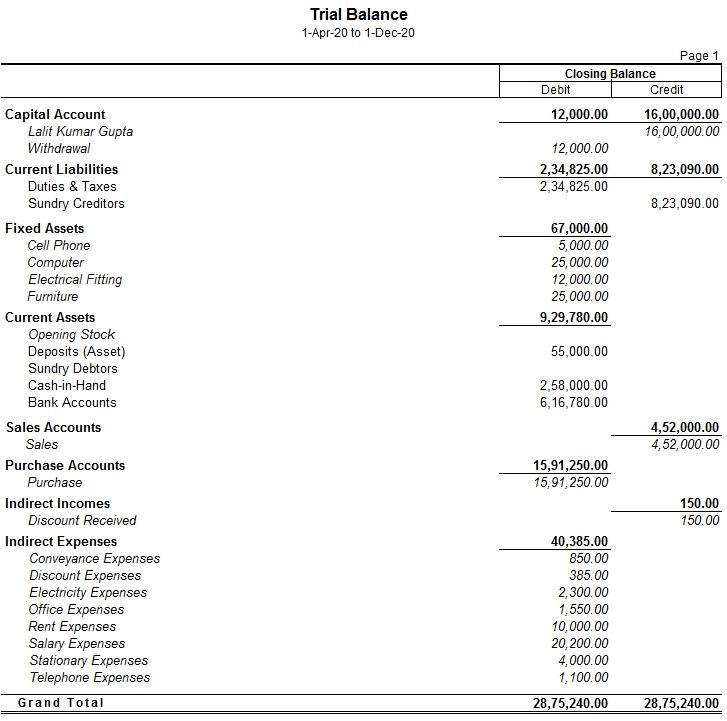 Trial Balance
1-Apr-20 to 1-Dec-20
Page 1
Closing Balance
Debit Credit
Capital Account 12,000.00 16,00,000.00
Lalit Kumar Gupta 16,00,000.00
Withdrawal 12,000.00
Current Liabilities 2,34,825.00 8,23,090.00
Duties & Taxes 2,34,825.00
Sundry Creditors 8,23,090.00
Fixed Assets 67,000.00
Cell Phone 5,000.00
Computer 25,000.00
Electrical Fitting 12,000.00
Furniture 25,000.00
Current Assets 9,29,780.00
Opening Stock
Deposits (Asset) 55,000.00
Sundry Debtors
Cash-in-Hand 2,58,000.00
Bank Accounts 6,16,780.00
Sales Accounts 4,52,000.00
Sales 4,52,000.00
Purchase Accounts 15,91,250.00
Purchase 15,91,250.00
Indirect Incomes 150.00
Discount Received 150.00
Indirect Expenses 40,385.00
Conveyance Expenses 850.00
Discount Expenses 385.00
Electricity Expenses 2,300.00
Office Expenses 1,550.00
Rent Expenses 10,000.00
Salary Expenses 20,200.00
Stationary Expenses 4,000.00
Telephone Expenses 1,100.00
Grand Total 28,75,240.00 28,75,240.00